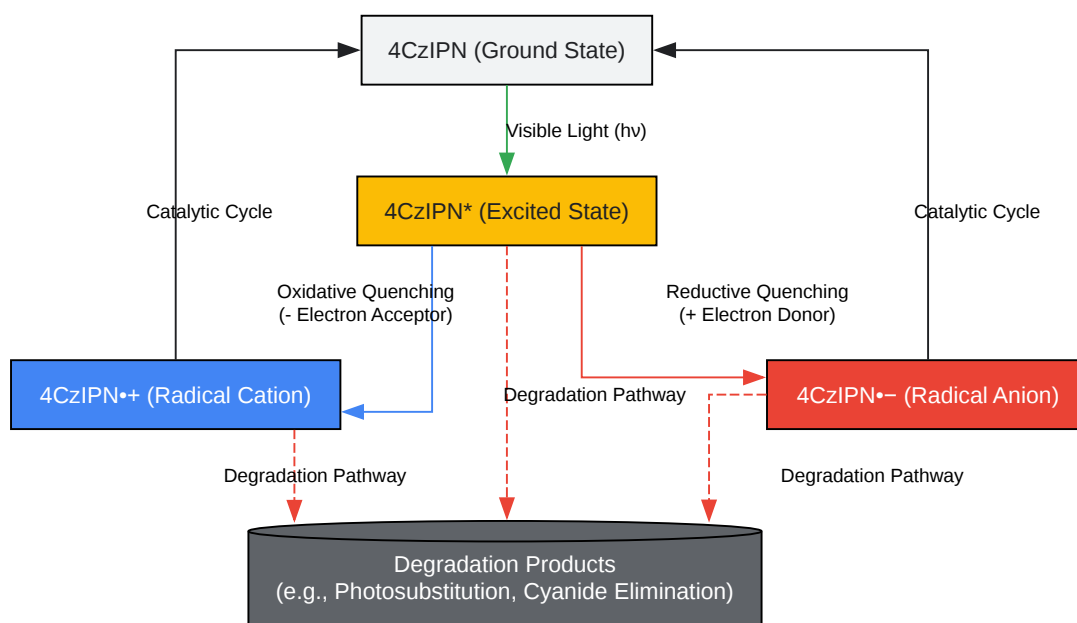 4CzIPN (Ground State)
Visible Light (hν)
4CzIPN* (Excited State)
Catalytic Cycle
Catalytic Cycle
Oxidative Quenching
(- Electron Acceptor)
Reductive Quenching
(+ Electron Donor)
4CzIPN•+ (Radical Cation)
Degradation Pathway
4CzIPN•− (Radical Anion)
Degradation Pathway
Degradation Pathway
Degradation Products
(e.g., Photosubstitution, Cyanide Elimination)